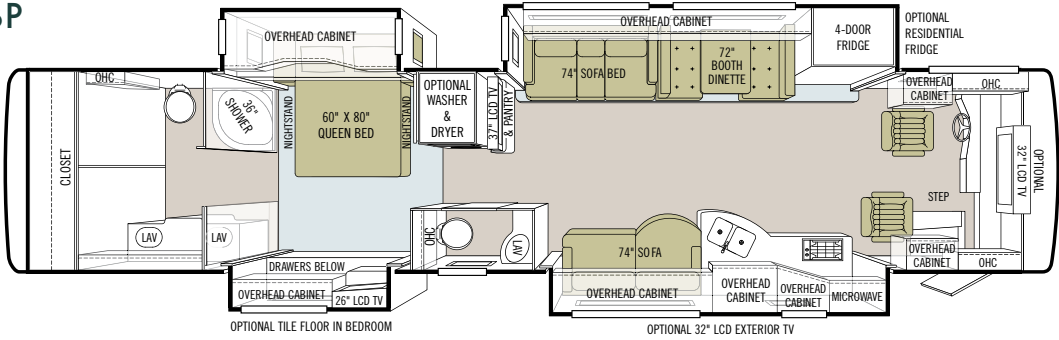 OVERHEAD CABINET
OVERHEAD CABINET
4-DOOR
FRIDGE
OPTIONAL
RESIDENTIAL
FRIDGE
OHC
36"
SHOWER
NIGHTSTAND
60" X 80"
QUEEN BED
NIGHTSTAND
OPTIONAL
WASHER
&
DRYER
37" LCD TV
& PANTRY
74" SOFA BED
72"
BOOTH
DINETTE
OVERHEAD
CABINET
OHC
CLOSET
OPTIONAL
32" LCD TV
STEP
LAV
LAV
OHC
LAV
74" SOFA
OVERHEAD
CABINET
OHC
DRAWERS BELOW
OVERHEAD CABINET
26" LCD TV
OVERHEAD CABINET
OVERHEAD
CABINET
OVERHEAD
CABINET
MICROWAVE
OPTIONAL TILE FLOOR IN BEDROOM
OPTIONAL 32" LCD EXTERIOR TV